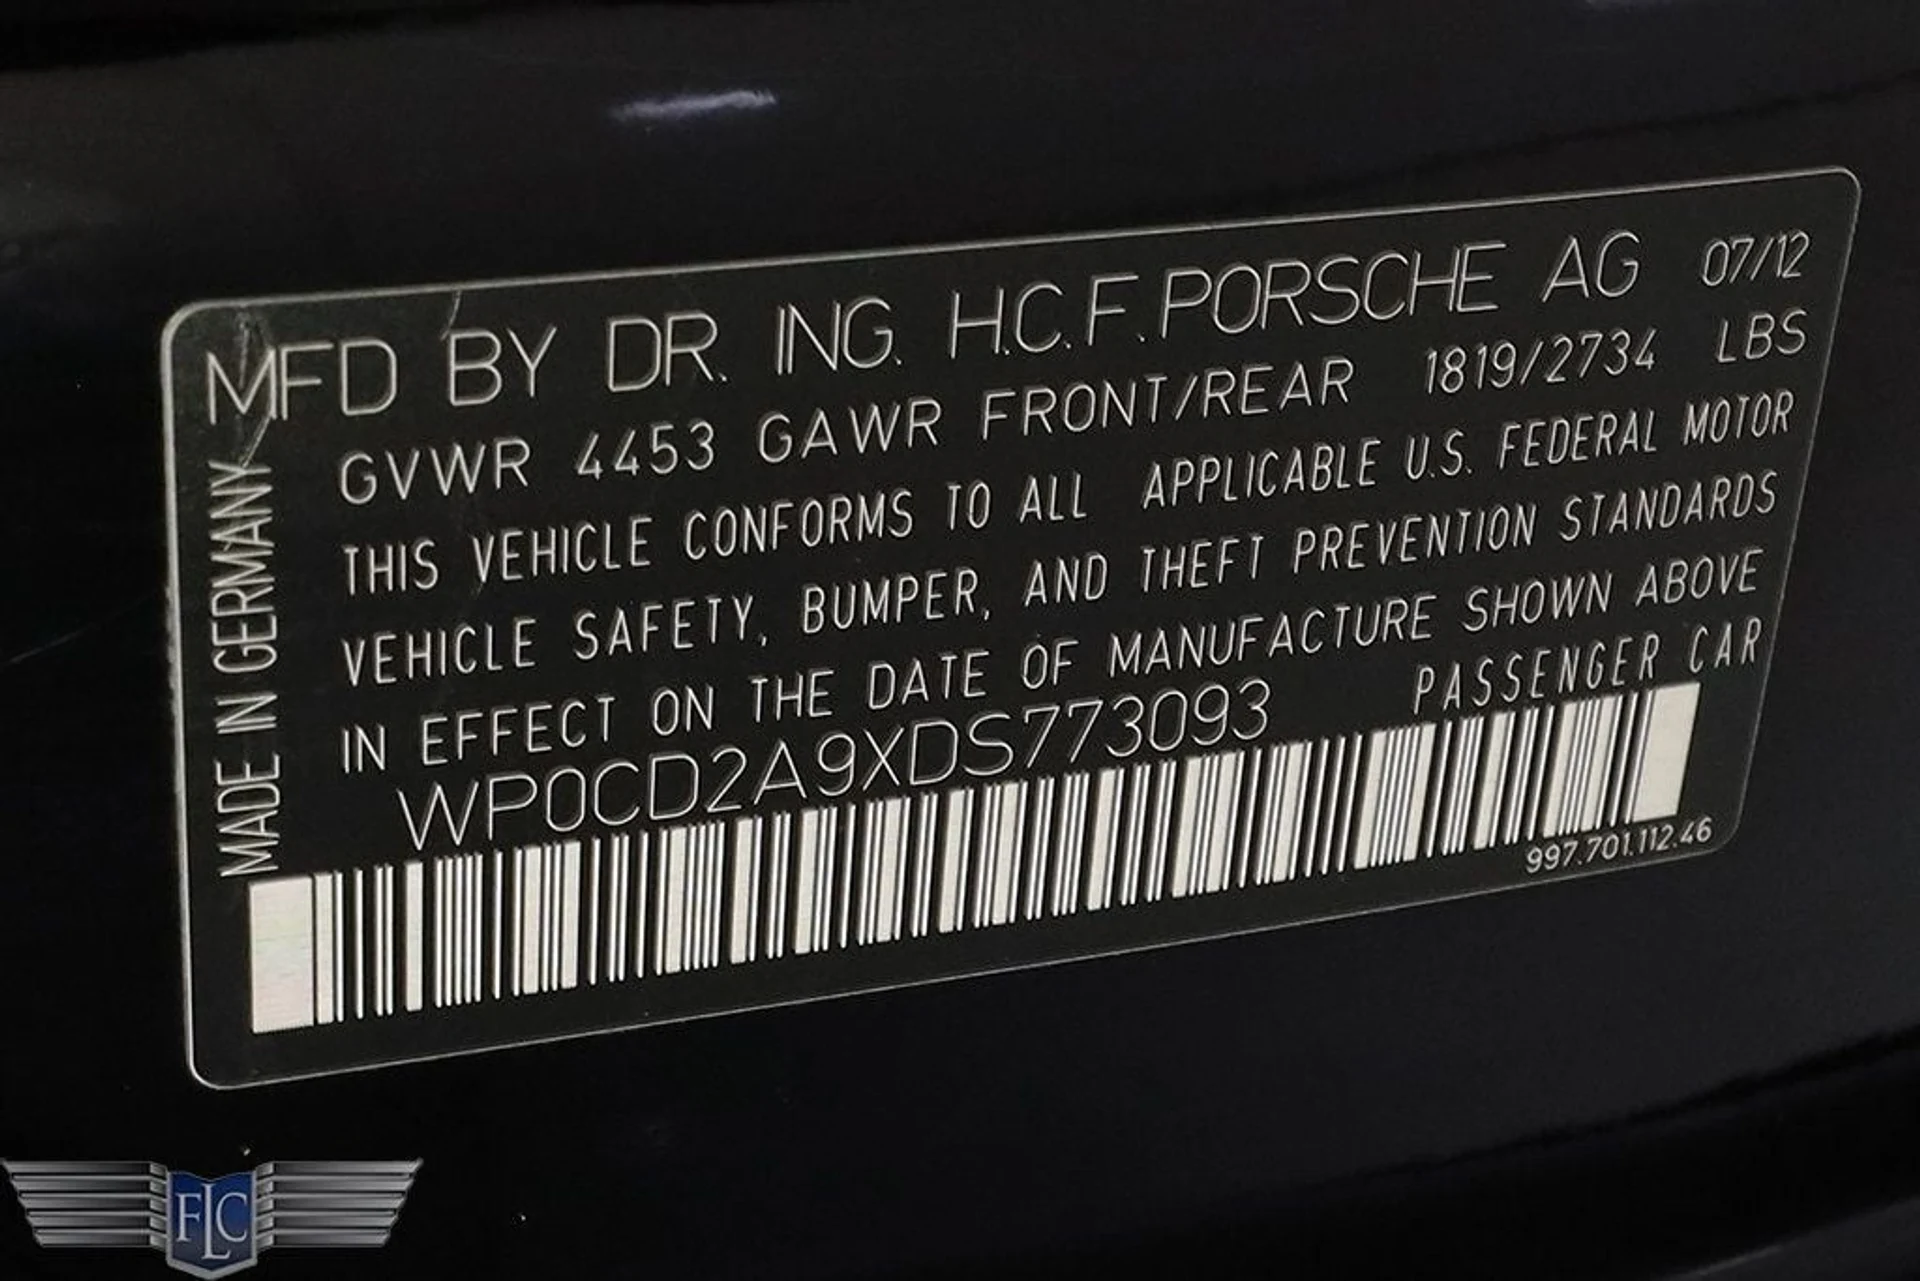 MFD BY DR. ING. H.C.F. PORSCHE AG 07/12
GVWR 4453 GAWR FRONT/REAR 1819/2734 LBS
THIS VEHICLE CONFORMS TO ALL APPLICABLE U.S. FEDERAL MOTOR
VEHICLE SAFETY, BUMPER, AND THEFT PREVENTION STANDARDS
IN EFFECT ON THE DATE OF MANUFACTURE SHOWN ABOVE
WP0CD2A9XDS773093 PASSENGER CAR
997.701.112.46
MADE IN GERMANY
FLC